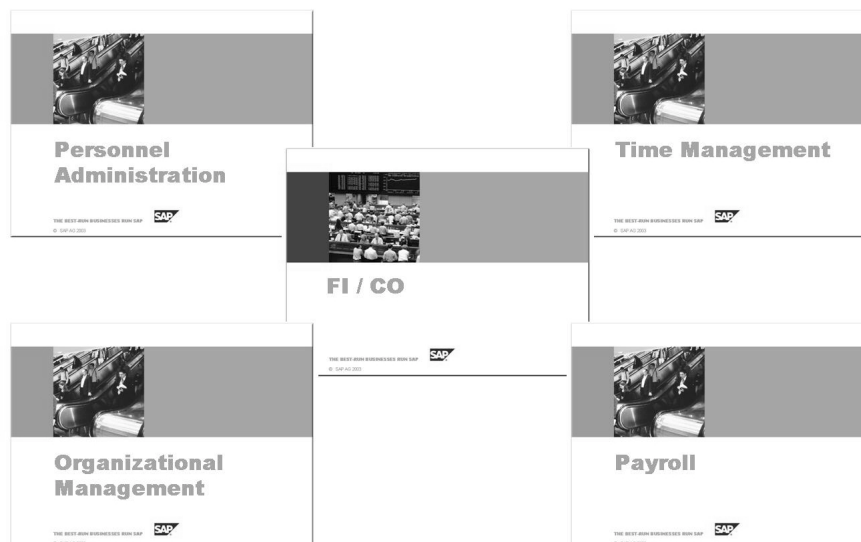 Personnel
Administration
THE BEST-RUN BUSINESSES RUN SAP
SAP
© SAP AG 2003
Time Management
THE BEST-RUN BUSINESSES RUN SAP
SAP
© SAP AG 2003
FI / CO
THE BEST-RUN BUSINESSES RUN SAP
SAP
© SAP AG 2003
Organizational
Management
THE BEST-RUN BUSINESSES RUN SAP
SAP
Payroll
THE BEST-RUN BUSINESSES RUN SAP
SAP